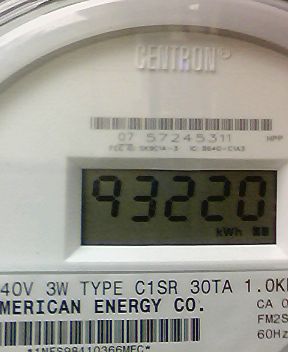 CENTRON®
07 57245311 HPP
93220
kWh
40V 3W TYPE C1SR 30TA 1.0K
MERICAN ENERGY CO. CA 0
FM2S
60Hz